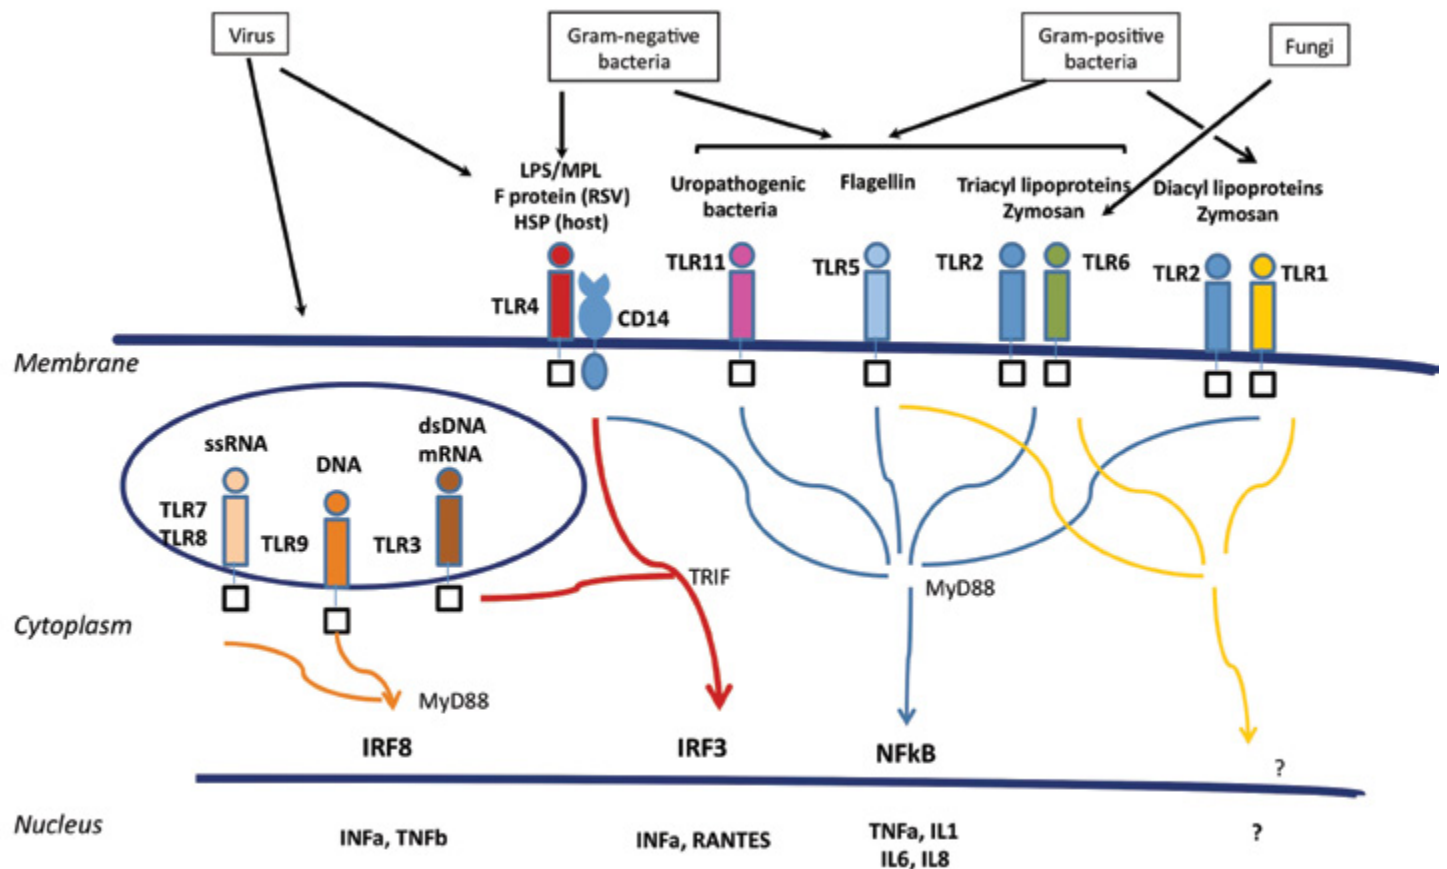 Virus
Gram-negative
bacteria
Gram-positive
bacteria
Fungi
LPS/MPL
F protein (RSV)
HSP (host)
Uropathogenic
bacteria
Flagellin
Triacyl lipoproteins
Zymosan
Diacyl lipoproteins
Zymosan
TLR4
CD14
TLR11
TLR5
TLR2
TLR6
TLR2
TLR1
Membrane
ssRNA
DNA
dsDNA
mRNA
TLR7
TLR8
TLR9
TLR3
TRIF
MyD88
Cytoplasm
MyD88
IRF8
IRF3
NFkB
?
Nucleus
INFa, TNFb
INFa, RANTES
TNFa, IL1
IL6, IL8
?